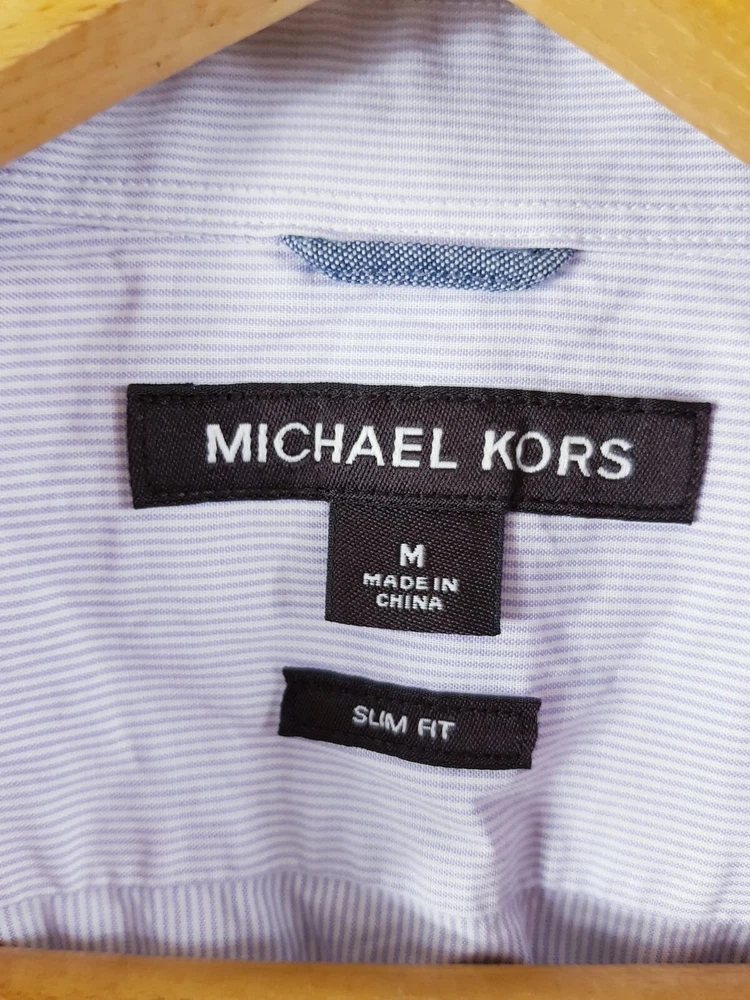 MICHAEL KORS
M
MADE IN
CHINA
SLIM FIT